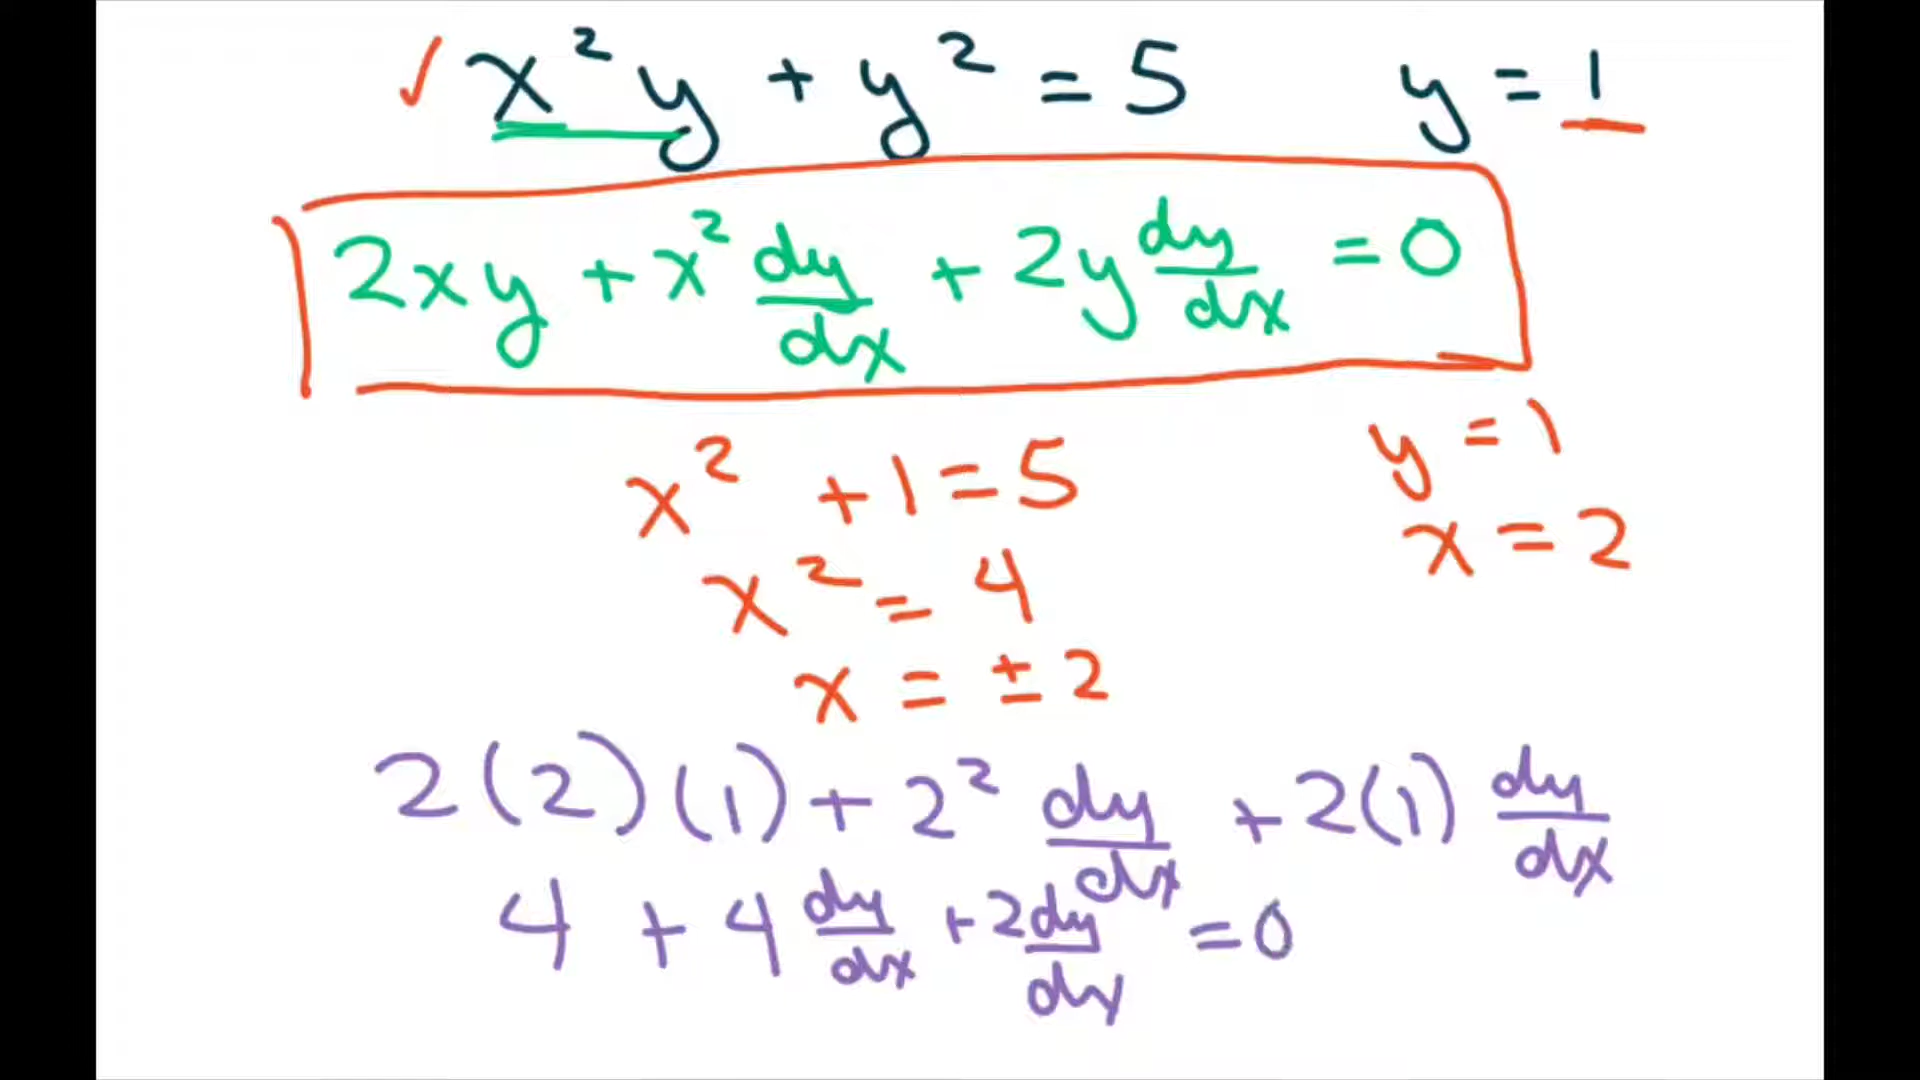 x² y + y² = 5 y = 1
2xy + x² dy/dx + 2y dy/dx = 0
x² + 1 = 5 y = 1
x² = 4 x = 2
x = ± 2
2(2)(1) + 2² dy/dx + 2(1) dy/dx
4 + 4 dy/dx + 2 dy/dx = 0